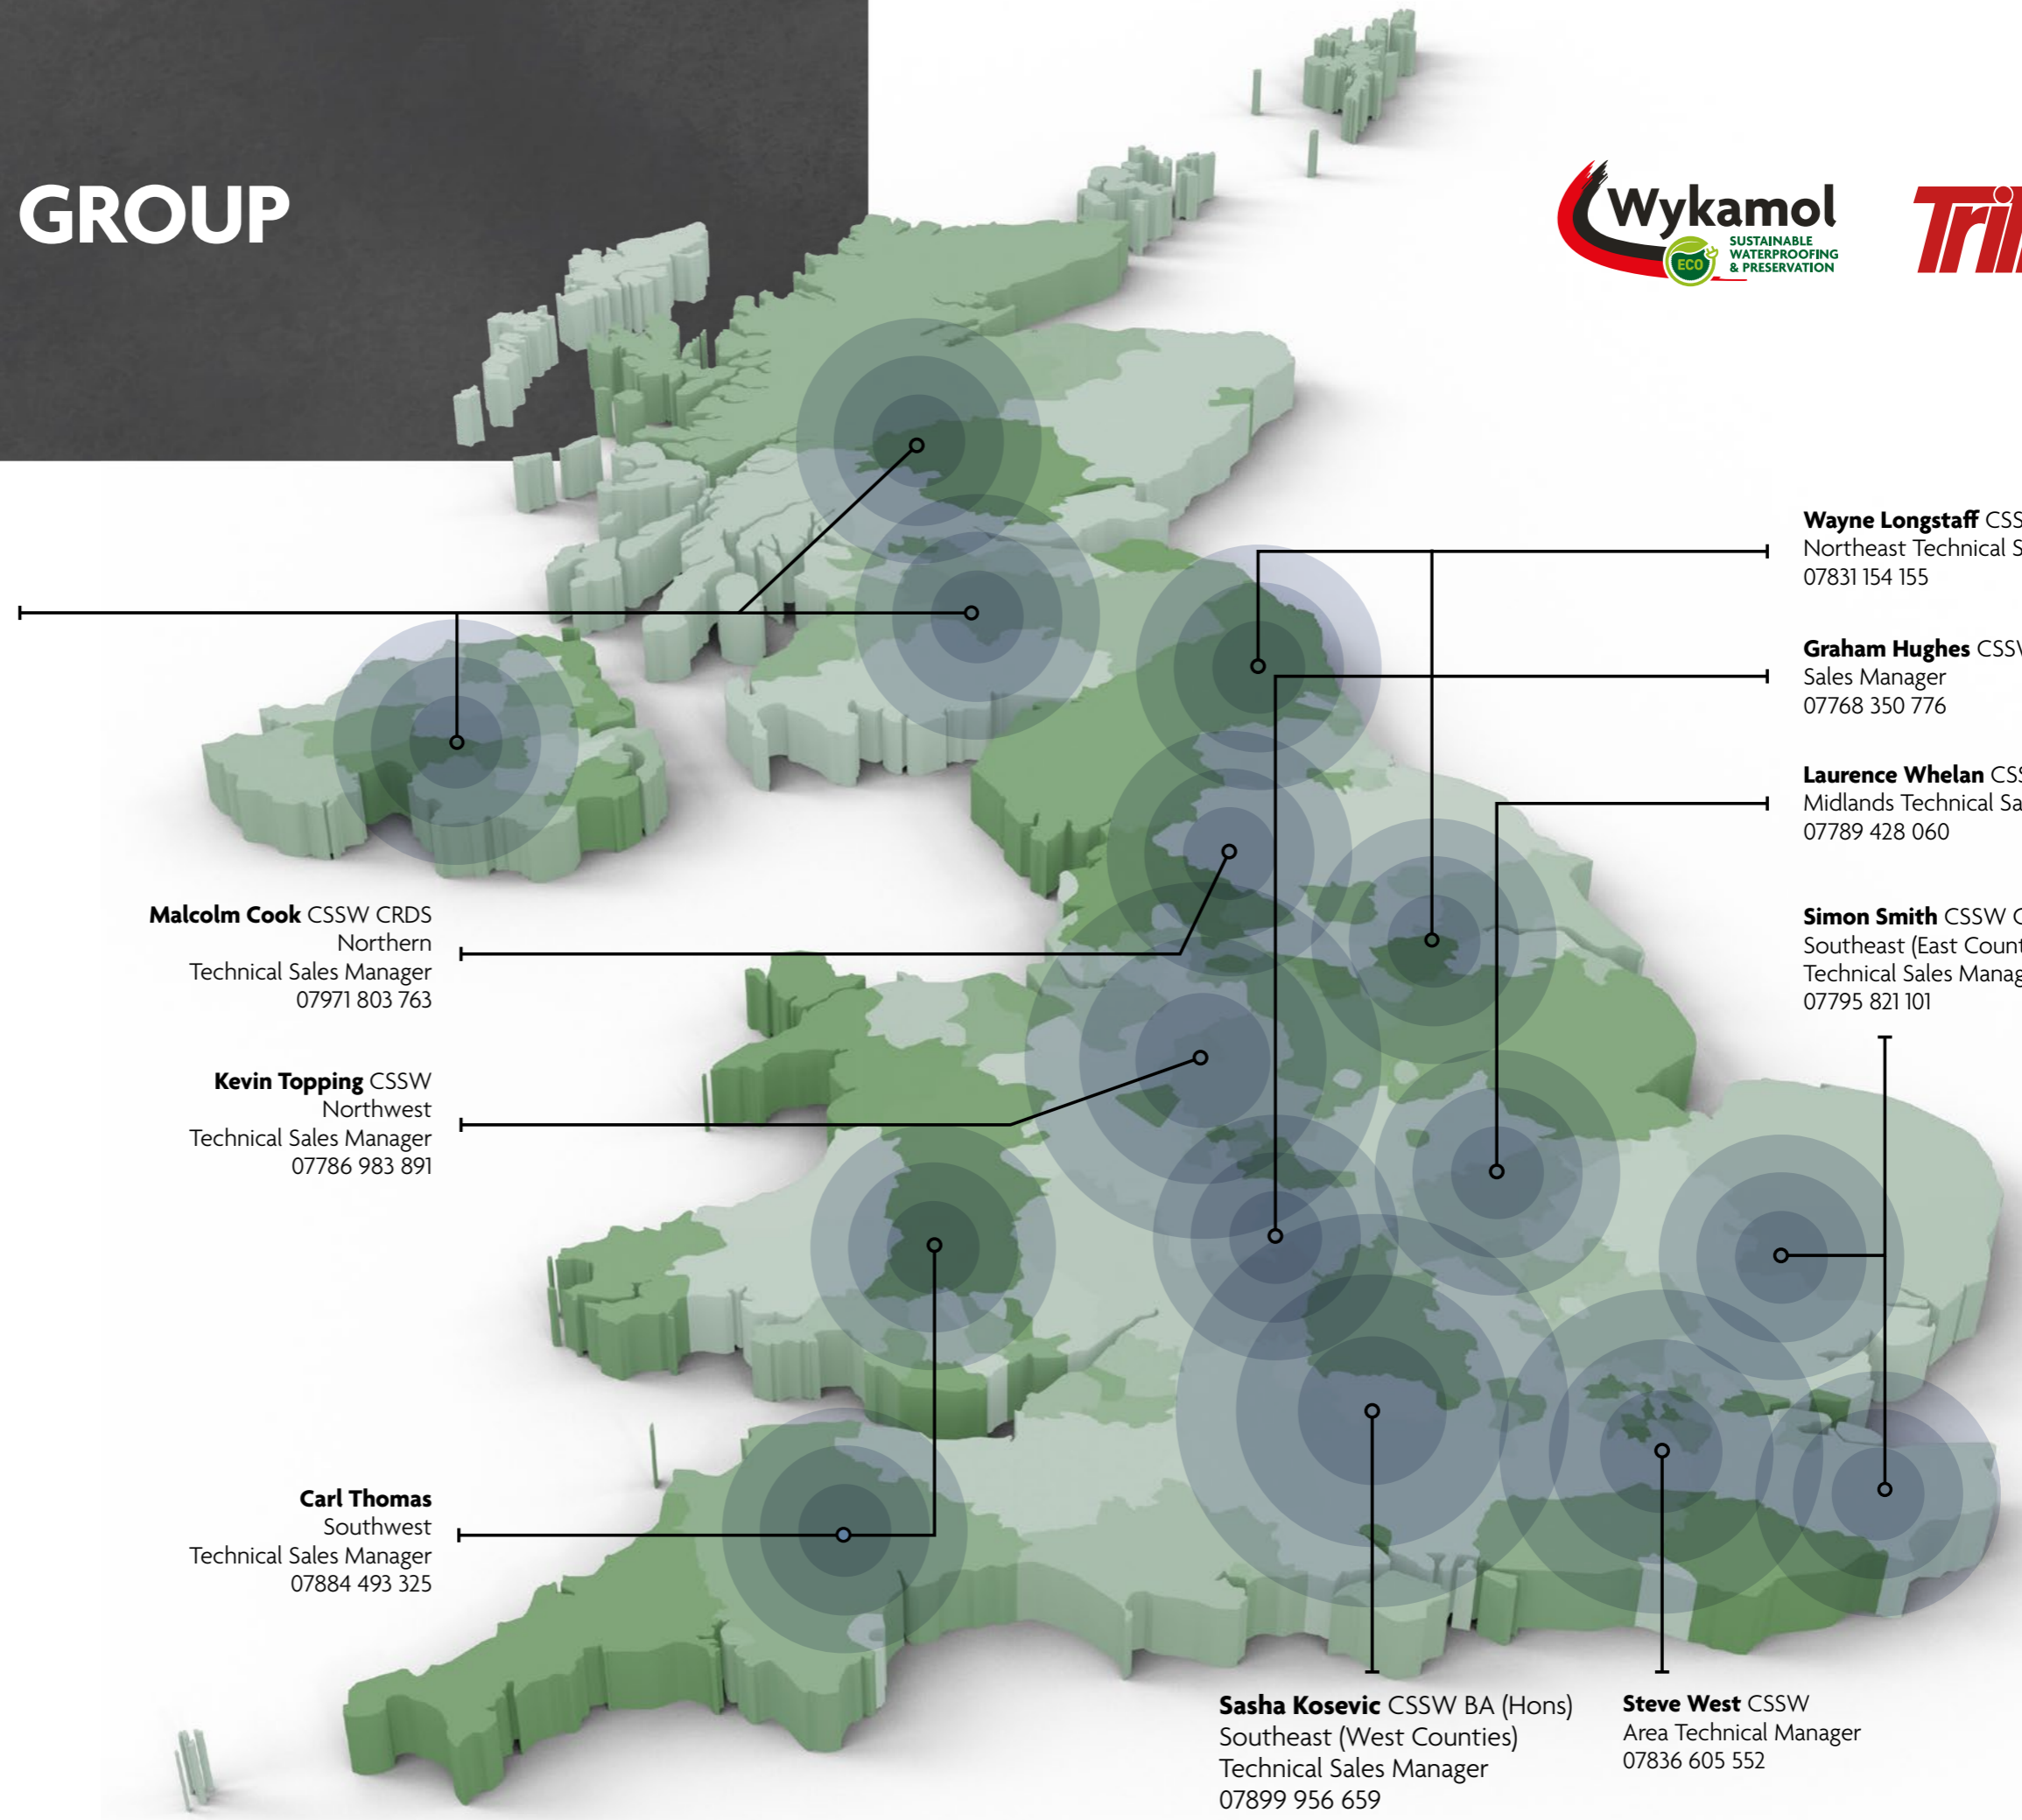 GROUP
Wykamol
ECO
SUSTAINABLE
WATERPROOFING
& PRESERVATION
Wayne Longstaff
Northeast Technical
07831 154 155
Graham Hughes
Sales Manager
07768 350 776
Laurence Whelan
Midlands Technical
07789 428 060
Simon Smith CSSW
Southeast (East
Technical Sales
07795 821 101
Malcolm Cook CSSW CRDS
Northern
Technical Sales Manager
07971 803 763
Kevin Topping CSSW
Northwest
Technical Sales Manager
07786 983 891
Carl Thomas
Southwest
Technical Sales Manager
07884 493 325
Sasha Kosevic CSSW BA (Hons)
Southeast (West Counties)
Technical Sales Manager
07899 956 659
Steve West CSSW
Area Technical Manager
07836 605 552